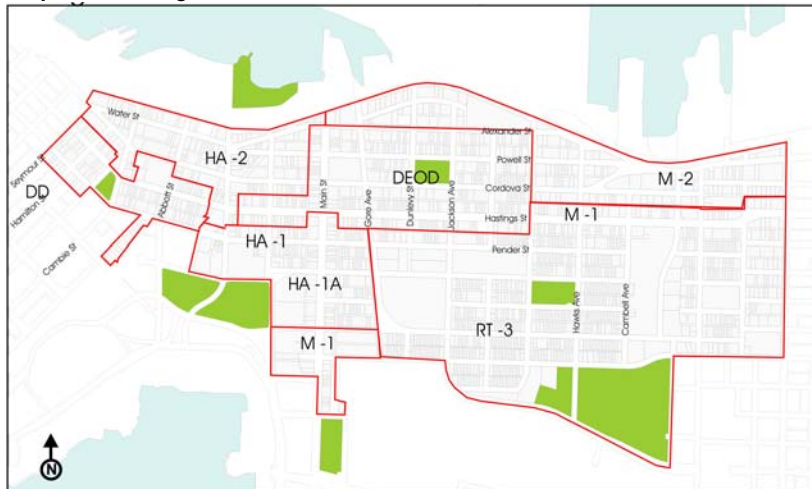 Water St
HA -2
Alexander St
Powell St
DEOD
Cordova St
M -2
Seymour St
DD
Hamilton St
Abbott St
Main St
Gore Ave
Dunlevy St
Jackson Ave
Hastings St
M -1
Cambie St
HA -1
Pender St
HA -1A
Hawks Ave
Cambell Ave
M -1
RT -3
N